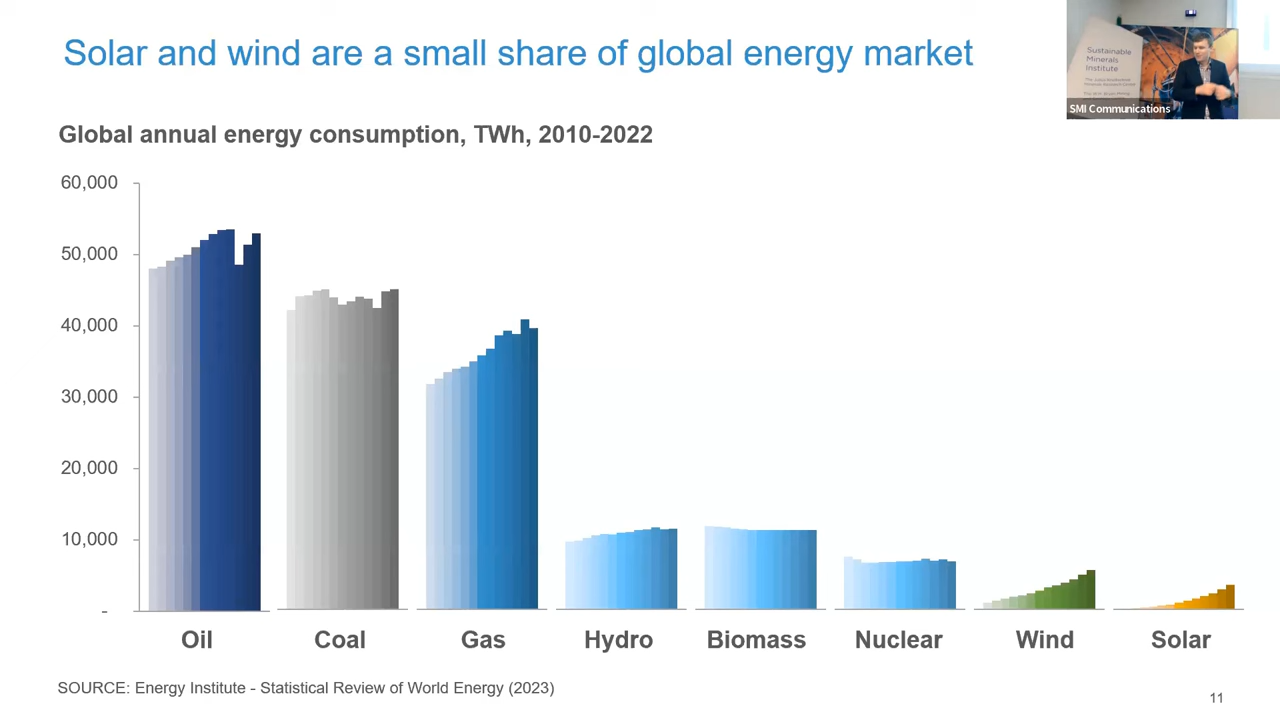 Solar and wind are a small share of global energy market
Sustainable
Minerals
Institute
SMI Communications
Global annual energy consumption, TWh, 2010-2022
60,000
50,000
40,000
30,000
20,000
10,000
-
Oil
Coal
Gas
Hydro
Biomass
Nuclear
Wind
Solar
SOURCE: Energy Institute - Statistical Review of World Energy (2023)
11